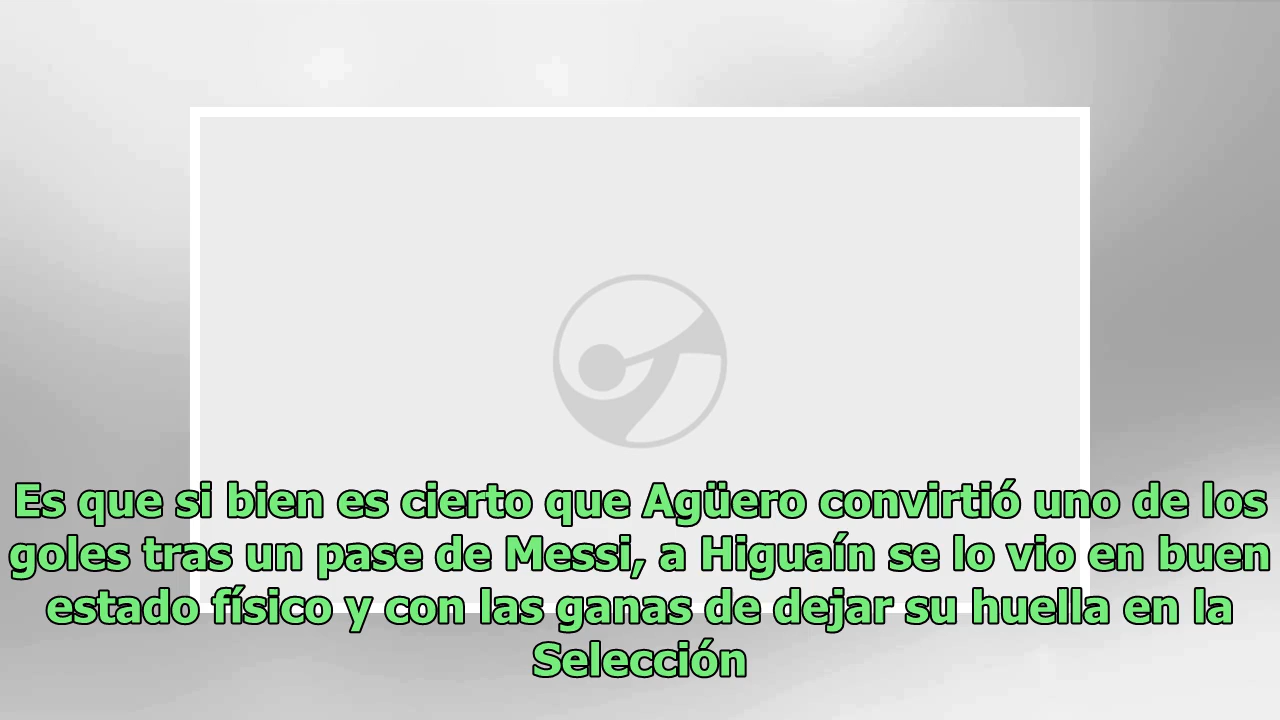 Es que si bien es cierto que Agüero convirtió uno de los
goles tras un pase de Messi, a Higuaín se lo vio en buen
estado físico y con las ganas de dejar su huella en la
Selección